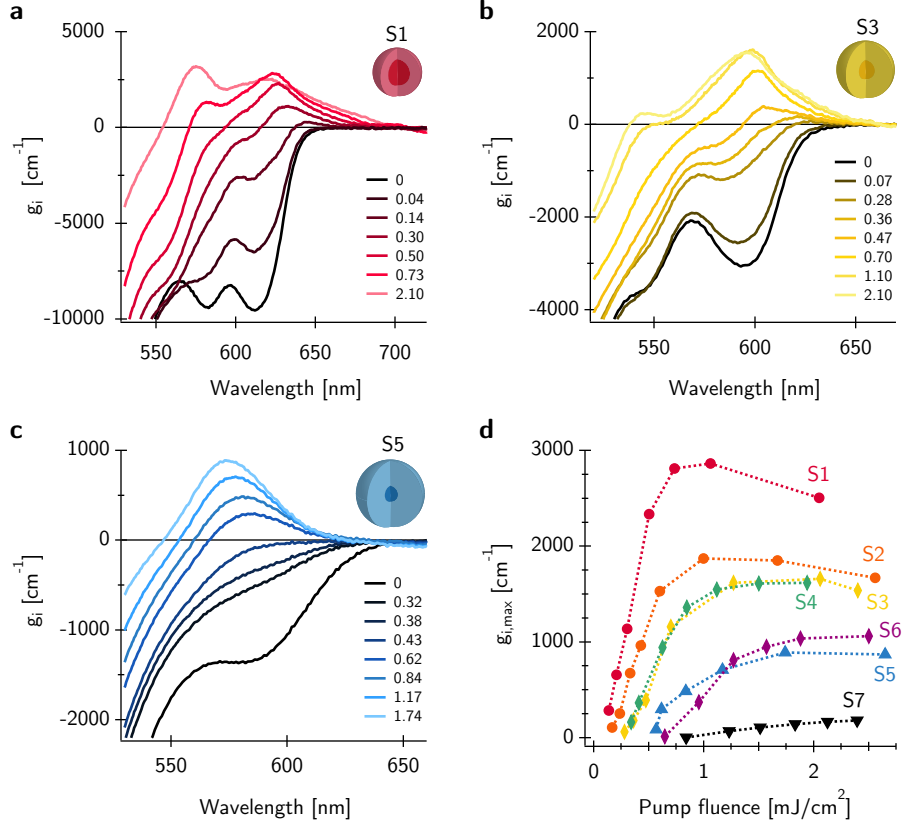 a
S1
5000
0
-5000
-10000
g_i [cm⁻¹]
0
0.04
0.14
0.30
0.50
0.73
2.10
550 600 650 700
Wavelength [nm]
b
S3
2000
0
-2000
-4000
g_i [cm⁻¹]
0
0.07
0.28
0.36
0.47
0.70
1.10
2.10
550 600 650
Wavelength [nm]
c
S5
1000
0
-1000
-2000
g_i [cm⁻¹]
0
0.32
0.38
0.43
0.62
0.84
1.17
1.74
550 600 650
Wavelength [nm]
d
3000
2000
1000
0
g_i,max [cm⁻¹]
S1
S2
S3
S4
S6
S5
S7
0 1 2
Pump fluence [mJ/cm²]